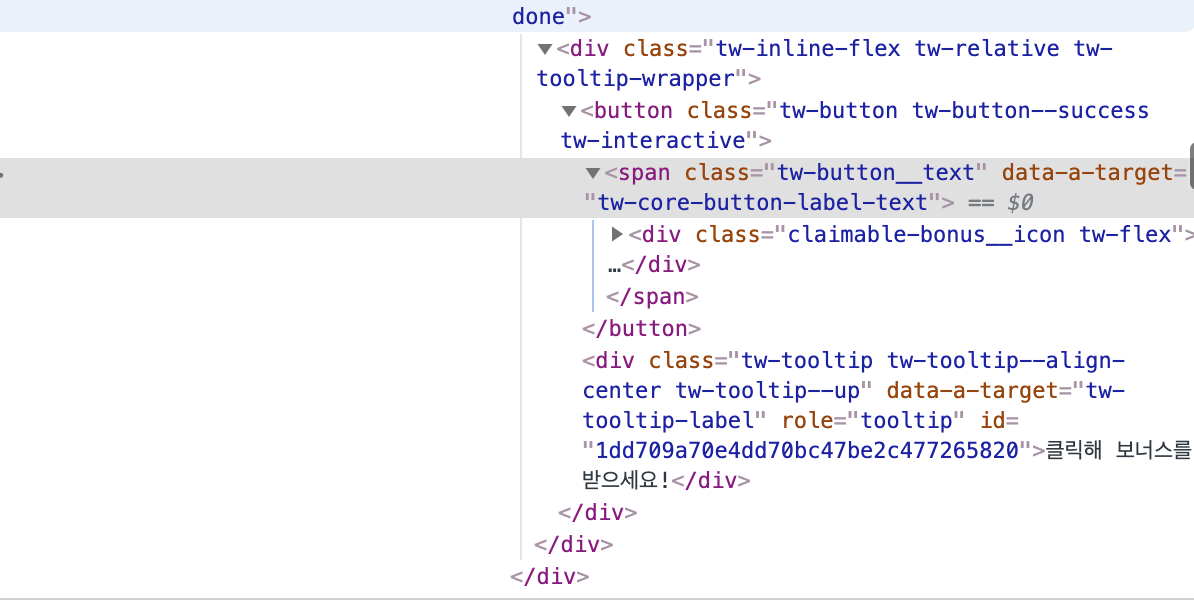 done">
▼<div class="tw-inline-flex tw-relative tw-
tooltip-wrapper">
▼<button class="tw-button tw-button--success
tw-interactive">
▼<span class="tw-button__text" data-a-target=
"tw-core-button-label-text"> == $0
▶<div class="claimable-bonus__icon tw-flex">
…</div>
</span>
</button>
<div class="tw-tooltip tw-tooltip--align-
center tw-tooltip--up" data-a-target="tw-
tooltip-label" role="tooltip" id=
"1dd709a70e4dd70bc47be2c477265820">클릭해 보너스를
받으세요!</div>
</div>
</div>
</div>